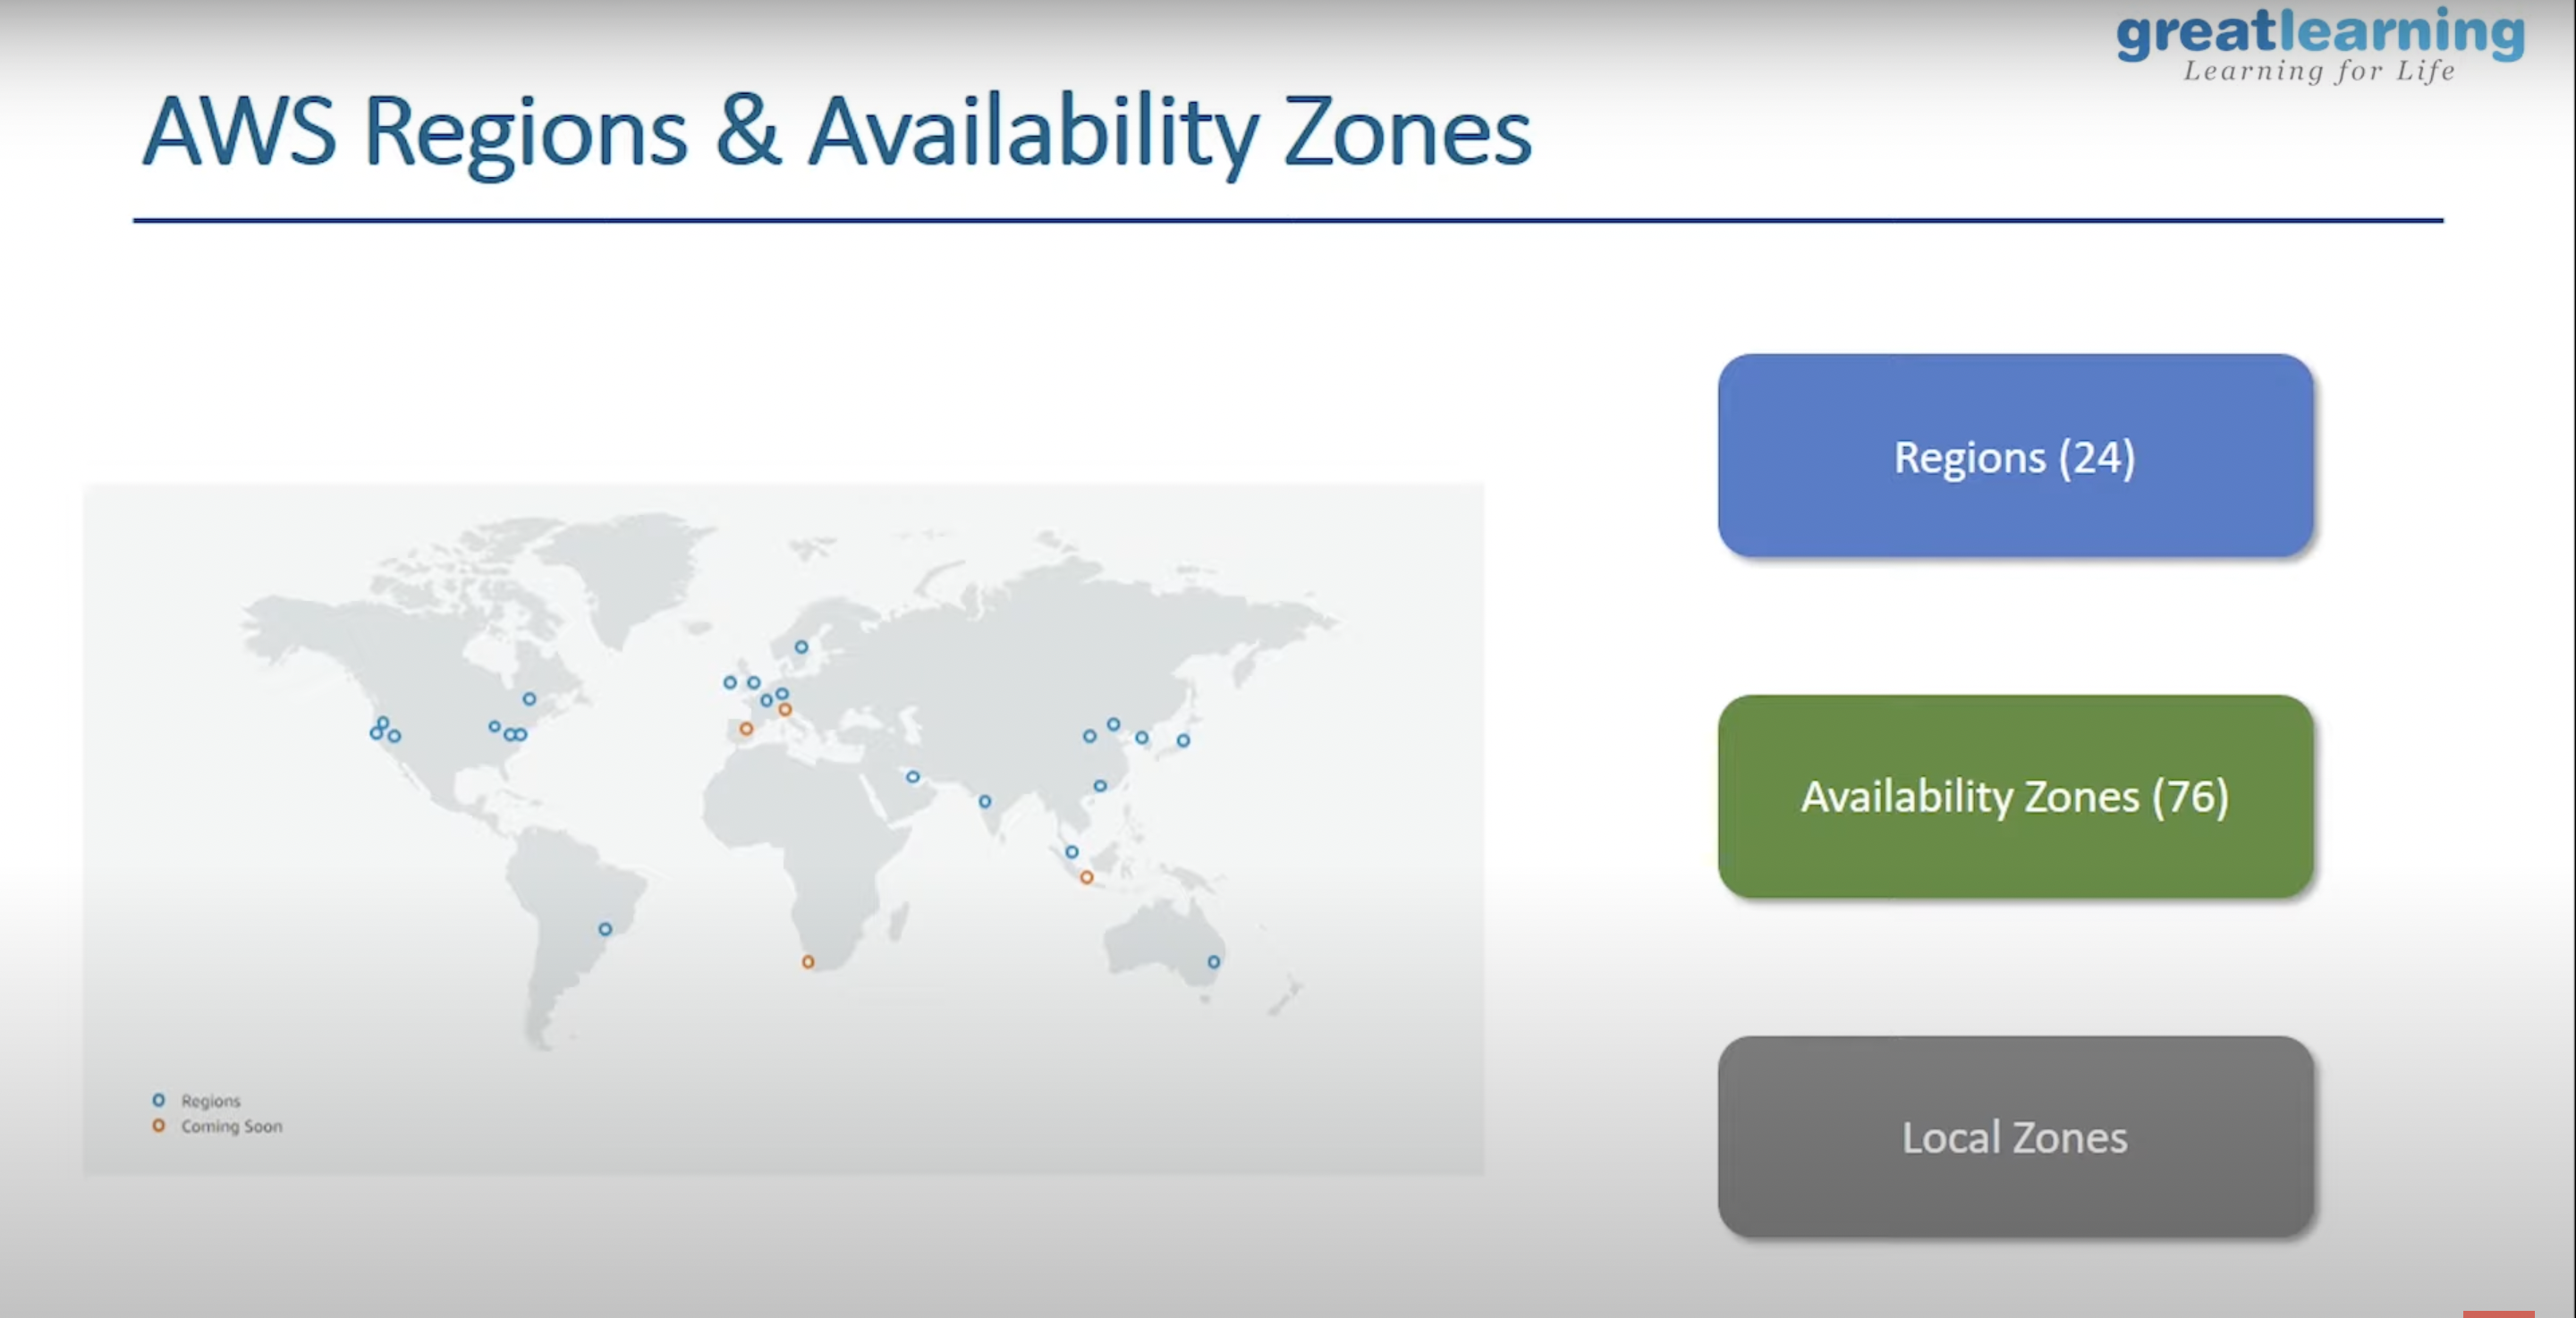 greatlearning
Learning for Life
AWS Regions & Availability Zones
Regions (24)
Availability Zones (76)
Local Zones
Regions
Coming Soon